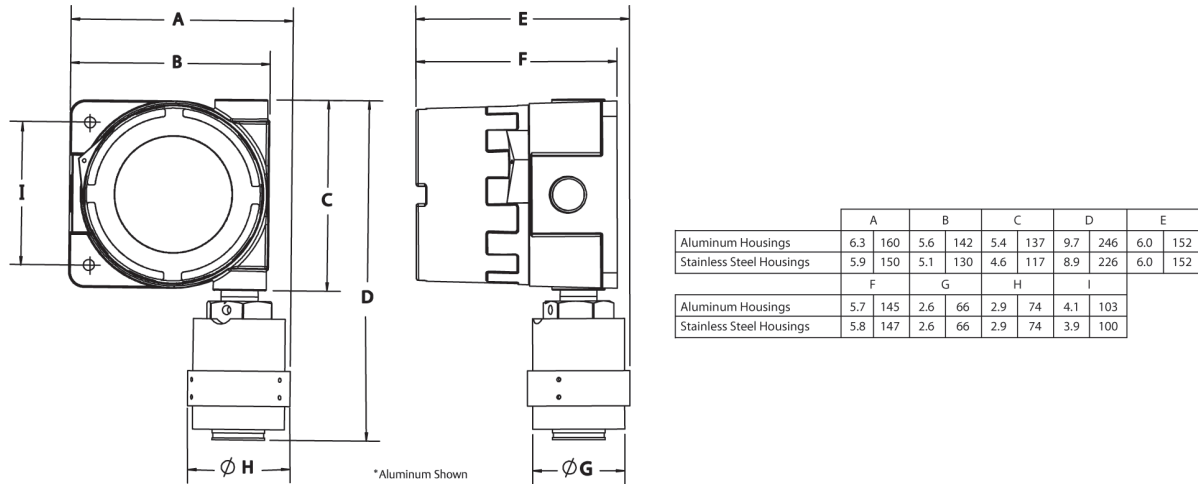 A
B
I
C
D
Ø H
*Aluminum Shown
E
F
Ø G
A B C D E
Aluminum Housings 6.3 160 5.6 142 5.4 137 9.7 246 6.0 152
Stainless Steel Housings 5.9 150 5.1 130 4.6 117 8.9 226 6.0 152
F G H I
Aluminum Housings 5.7 145 2.6 66 2.9 74 4.1 103
Stainless Steel Housings 5.8 147 2.6 66 2.9 74 3.9 100